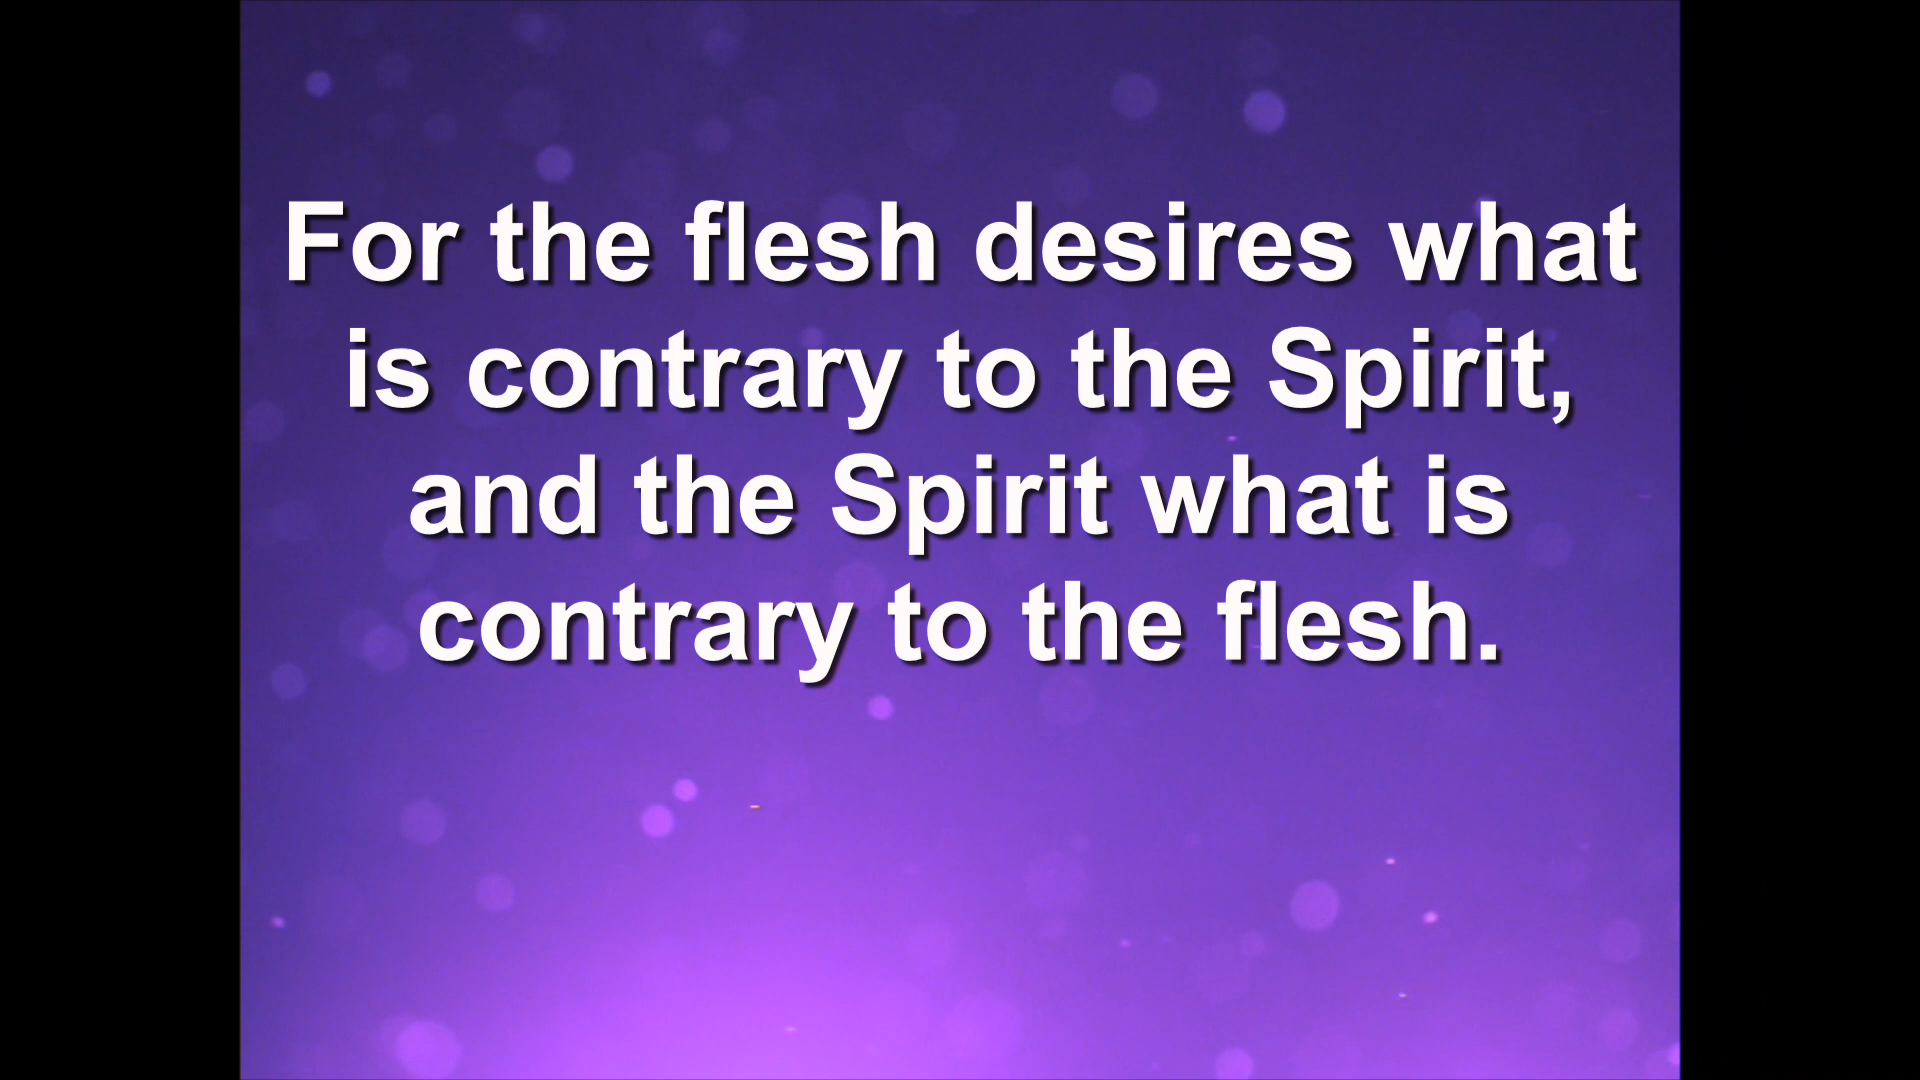 For the flesh desires what
is contrary to the Spirit,
and the Spirit what is
contrary to the flesh.